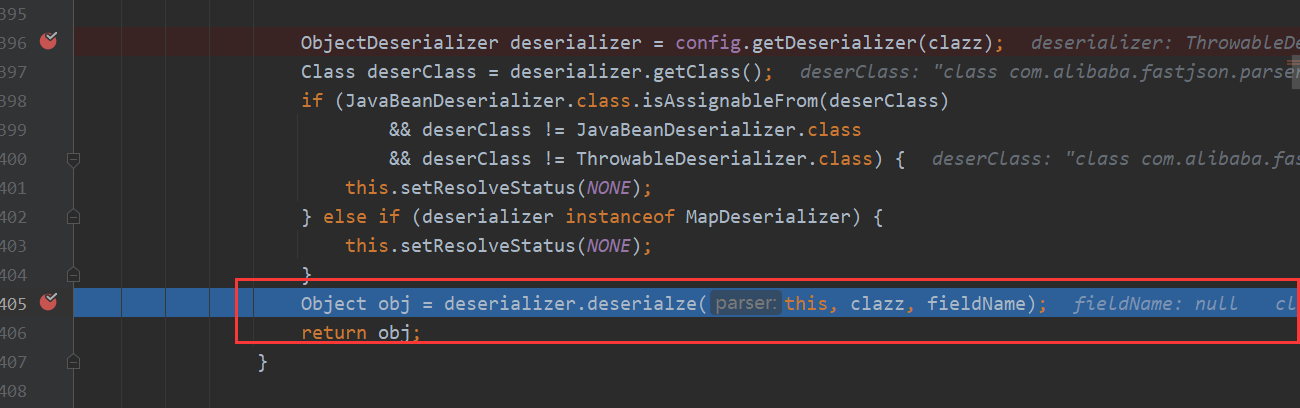 395
396 ObjectDeserializer deserializer = config.getDeserializer(clazz); deserializer: ThrowableDe
397 Class deserClass = deserializer.getClass(); deserClass: "class com.alibaba.fastjson.parser
398 if (JavaBeanDeserializer.class.isAssignableFrom(deserClass)
399 && deserClass != JavaBeanDeserializer.class
400 && deserClass != ThrowableDeserializer.class) { deserClass: "class com.alibaba.fas
401 this.setResolveStatus(NONE);
402 } else if (deserializer instanceof MapDeserializer) {
403 this.setResolveStatus(NONE);
404 }
405 Object obj = deserializer.deserialze( parser: this, clazz, fieldName); fieldName: null cl
406 return obj;
407 }
408